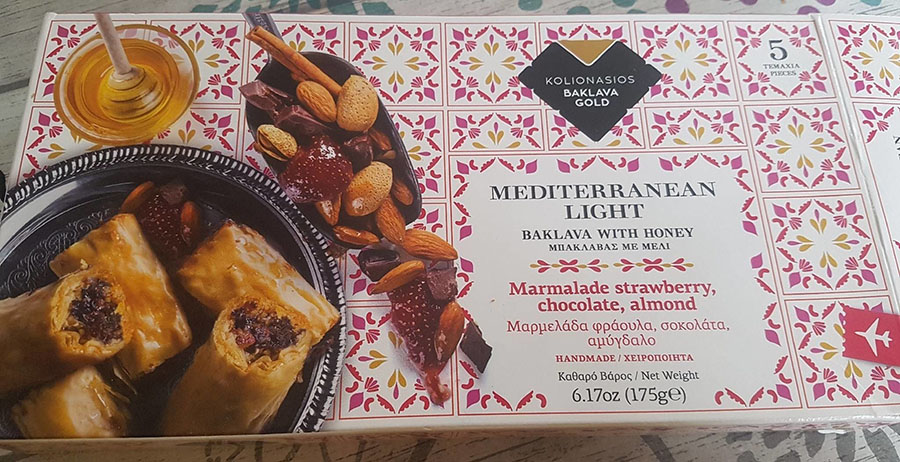 KOLIONASIOS
BAKLAVA
GOLD
5
ΤΕΜΑΧΙΑ
PIECES
MEDITERRANEAN
LIGHT
BAKLAVA WITH HONEY
ΜΠΑΚΛΑΒΑΣ ΜΕ ΜΕΛΙ
Marmalade strawberry,
chocolate, almond
Μαρμελάδα φράουλα, σοκολάτα,
αμύγδαλο
HANDMADE / ΧΕΙΡΟΠΟΙΗΤΑ
Καθαρό Βάρος / Net Weight
6.17oz (175g℮)